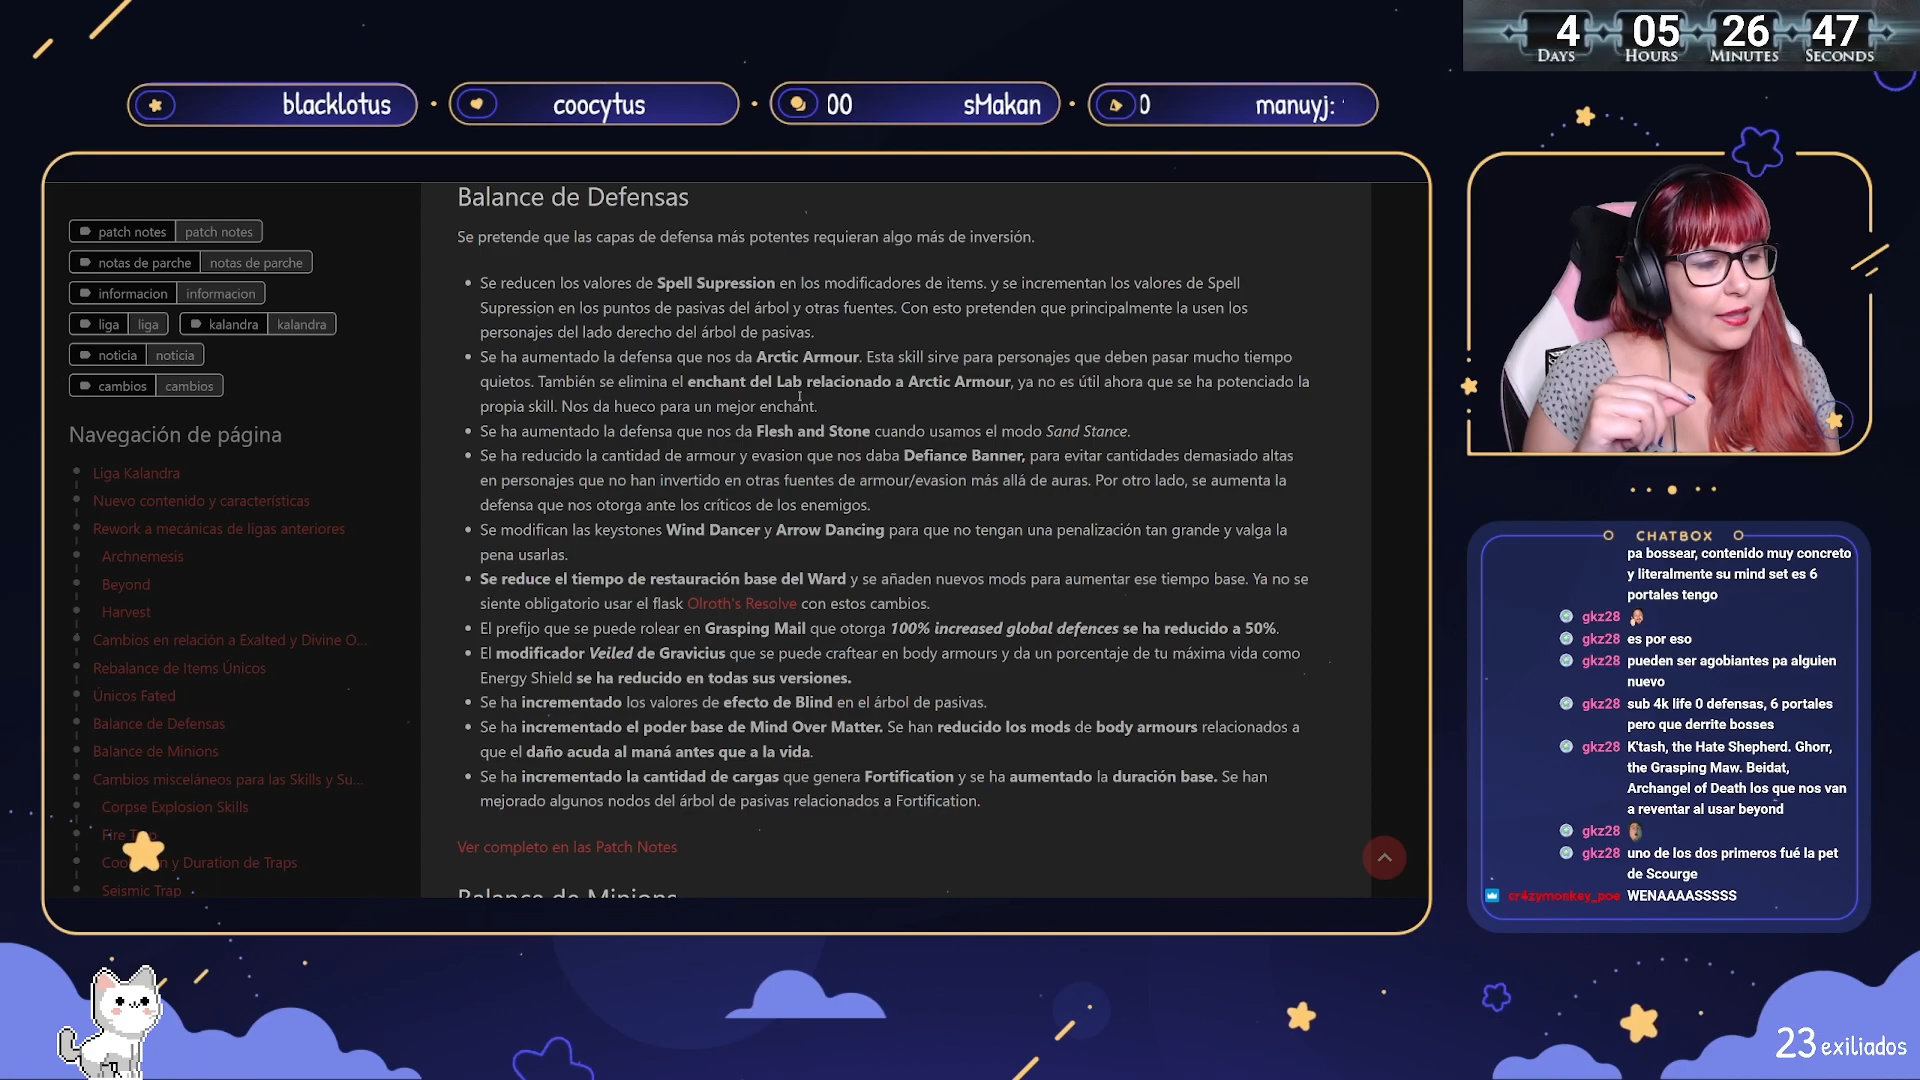 4 05 26 47
DAYS HOURS MINUTES SECONDS
blacklotus
coocytus
00 sMakan
0 manuyj:
patch notes patch notes
notas de parche notas de parche
informacion informacion
liga liga kalandra kalandra
noticia noticia
cambios cambios
Navegación de página
Liga Kalandra
Nuevo contenido y características
Rework a mecánicas de ligas anteriores
Archnemesis
Beyond
Harvest
Cambios en relación a Exalted y Divine O...
Rebalance de Items Únicos
Únicos Fated
Balance de Defensas
Balance de Minions
Cambios misceláneos para las Skills y Su...
Corpse Explosion Skills
Fire
y Duration de Traps
Seismic Trap
Balance de Defensas
Se pretende que las capas de defensa más potentes requieran algo más de inversión.
Se reducen los valores de Spell Supression en los modificadores de items. y se incrementan los valores de Spell
Supression en los puntos de pasivas del árbol y otras fuentes. Con esto pretenden que principalmente la usen los
personajes del lado derecho del árbol de pasivas.
Se ha aumentado la defensa que nos da Arctic Armour. Esta skill sirve para personajes que deben pasar mucho tiempo
quietos. También se elimina el enchant del Lab relacionado a Arctic Armour, ya no es útil ahora que se ha potenciado la
propia skill. Nos da hueco para un mejor enchant.
Se ha aumentado la defensa que nos da Flesh and Stone cuando usamos el modo Sand Stance.
Se ha reducido la cantidad de armour y evasion que nos daba Defiance Banner, para evitar cantidades demasiado altas
en personajes que no han invertido en otras fuentes de armour/evasion más allá de auras. Por otro lado, se aumenta la
defensa que nos otorga ante los críticos de los enemigos.
Se modifican las keystones Wind Dancer y Arrow Dancing para que no tengan una penalización tan grande y valga la
pena usarlas.
Se reduce el tiempo de restauración base del Ward y se añaden nuevos mods para aumentar ese tiempo base. Ya no se
siente obligatorio usar el flask Olroth's Resolve con estos cambios.
El prefijo que se puede rolear en Grasping Mail que otorga 100% increased global defences se ha reducido a 50%.
El modificador Veiled de Gravicius que se puede craftear en body armours y da un porcentaje de tu máxima vida como
Energy Shield se ha reducido en todas sus versiones.
Se ha incrementado los valores de efecto de Blind en el árbol de pasivas.
Se ha incrementado el poder base de Mind Over Matter. Se han reducido los mods de body armours relacionados a
que el daño acuda al maná antes que a la vida.
Se ha incrementado la cantidad de cargas que genera Fortification y se ha aumentado la duración base. Se han
mejorado algunos nodos del árbol de pasivas relacionados a Fortification.
Ver completo en las Patch Notes
Balance de Minions
CHATBOX
pa bossear, contenido muy concreto
y literalmente su mind set es 6
portales tengo
gkz28
gkz28 es por eso
gkz28 pueden ser agobiantes pa alguien
nuevo
gkz28 sub 4k life 0 defensas, 6 portales
pero que derrite bosses
gkz28 K'tash, the Hate Shepherd. Ghorr,
the Grasping Maw. Beidat,
Archangel of Death los que nos van
a reventar al usar beyond
gkz28
gkz28 uno de los dos primeros fué la pet
de Scourge
cr4zymonkey_poe WENAAAASSSSS
23 exiliados